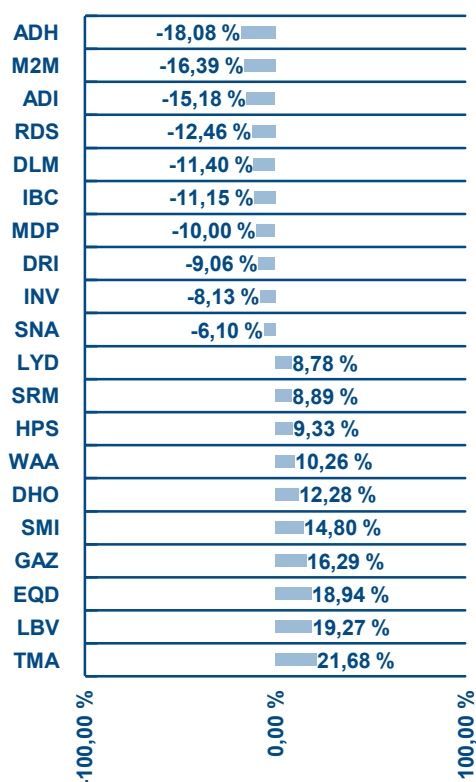 ADH -18,08 %
M2M -16,39 %
ADI -15,18 %
RDS -12,46 %
DLM -11,40 %
IBC -11,15 %
MDP -10,00 %
DRI -9,06 %
INV -8,13 %
SNA -6,10 %
LYD 8,78 %
SRM 8,89 %
HPS 9,33 %
WAA 10,26 %
DHO 12,28 %
SMI 14,80 %
GAZ 16,29 %
EQD 18,94 %
LBV 19,27 %
TMA 21,68 %
-100,00 %
0,00 %
100,00 %